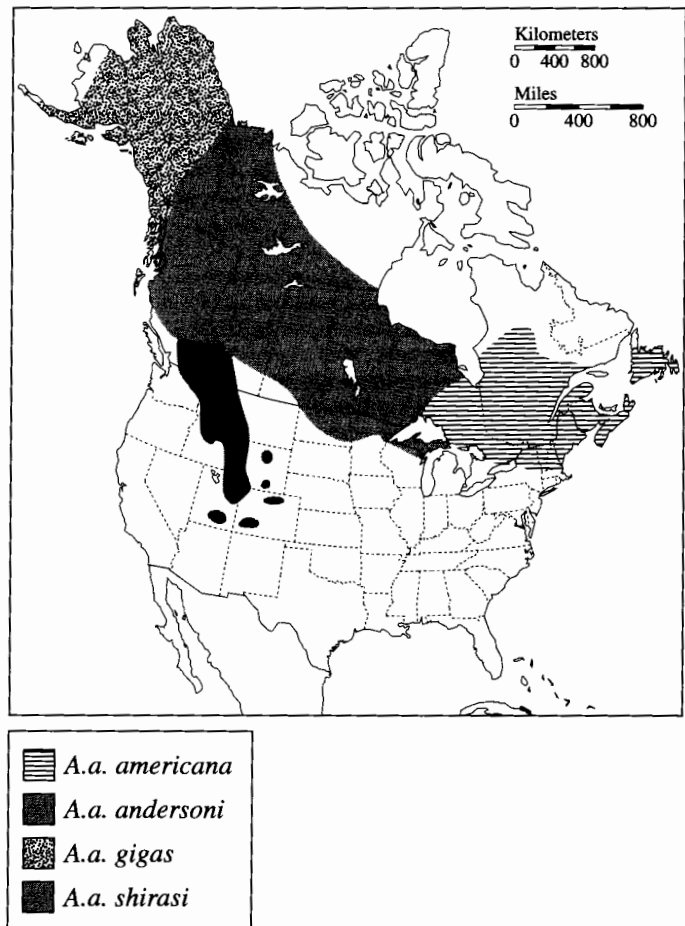 Kilometers
0 400 800
Miles
0 400 800
A.a. americana
A.a. andersoni
A.a. gigas
A.a. shirasi